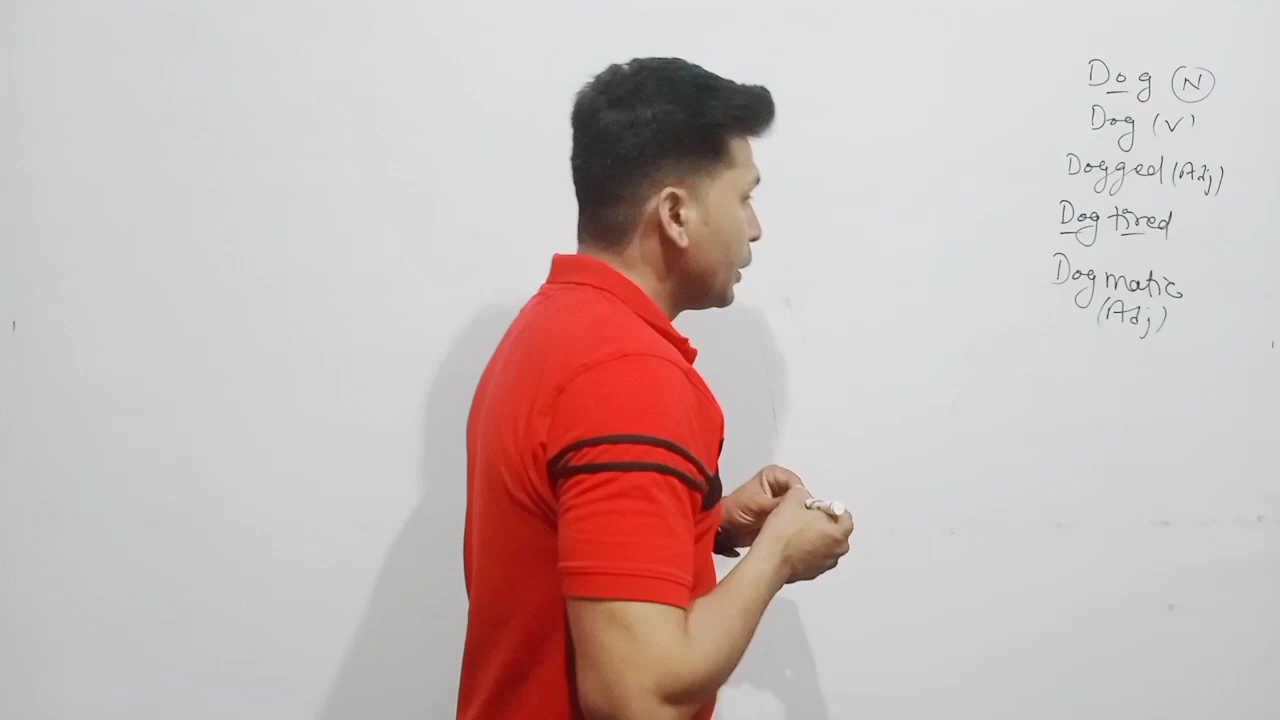 Dog (N)
Dog (V)
Dogged (Adj)
Dog tired
Dogmatic
(Adj)